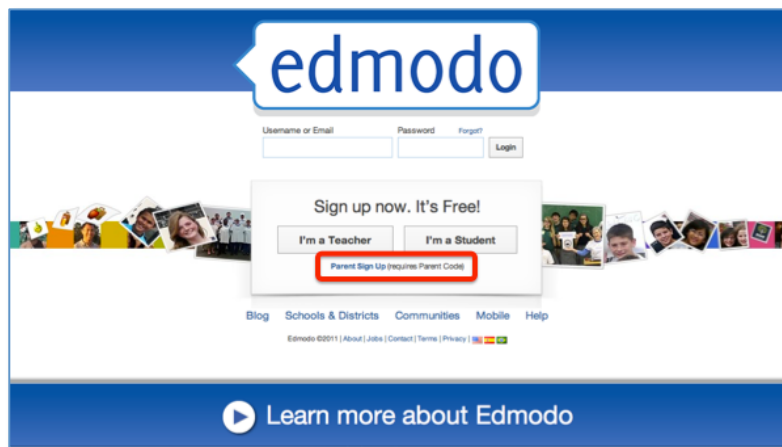 edmodo
Username or Email Password Forgot?
Login
Sign up now. It's Free!
I'm a Teacher I'm a Student
Parent Sign Up (requires Parent Code)
Blog Schools & Districts Communities Mobile Help
Edmodo ©2011 | About | Jobs | Contact | Terms | Privacy |
Learn more about Edmodo